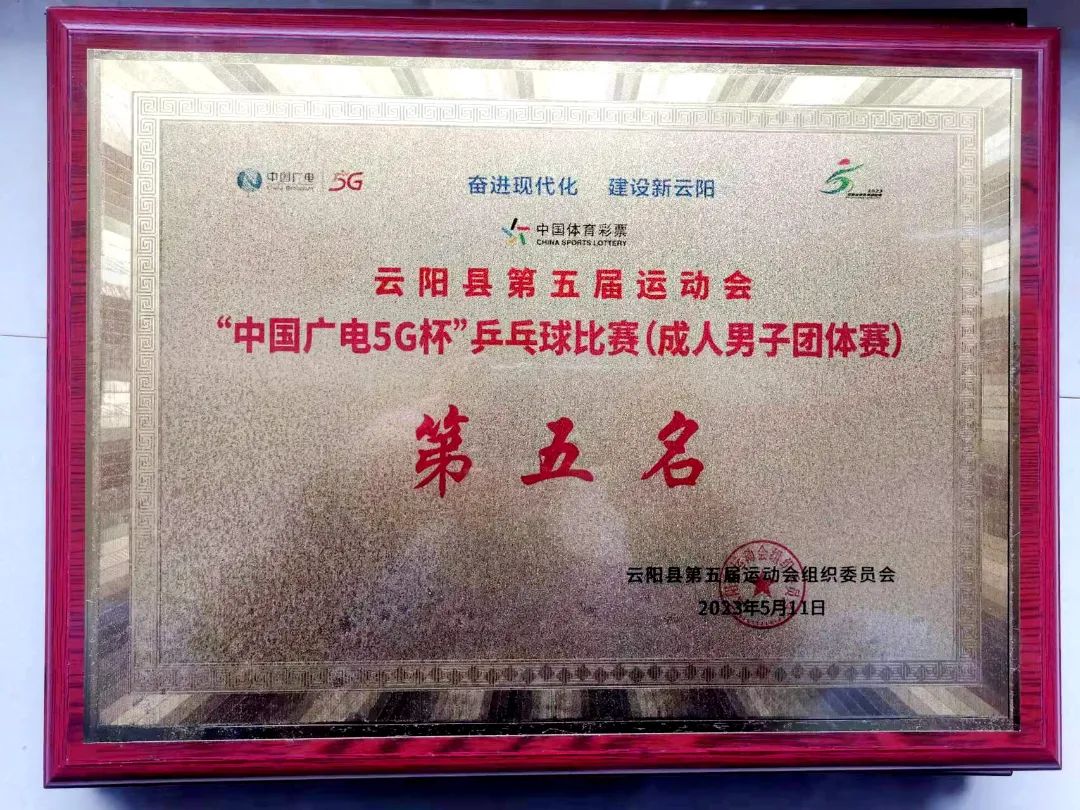 中国广电 5G
China Broadnet
奋进现代化 建设新云阳
2023
中国体育彩票
CHINA SPORTS LOTTERY
云阳县第五届运动会
“中国广电5G杯”乒乓球比赛(成人男子团体赛)
第五名
云阳县第五届运动会组织委员会
2023年5月11日